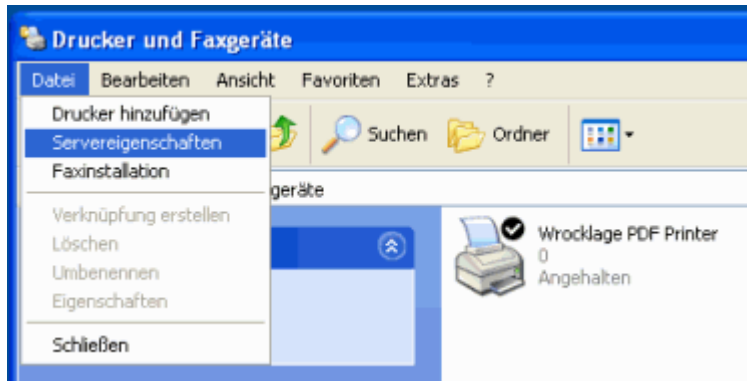 Drucker und Faxgeräte
Datei Bearbeiten Ansicht Favoriten Extras ?
Drucker hinzufügen
Servereigenschaften
Faxinstallation
Verknüpfung erstellen
Löschen
Umbenennen
Eigenschaften
Schließen
Suchen Ordner
geräte
Wrocklage PDF Printer
0
Angehalten